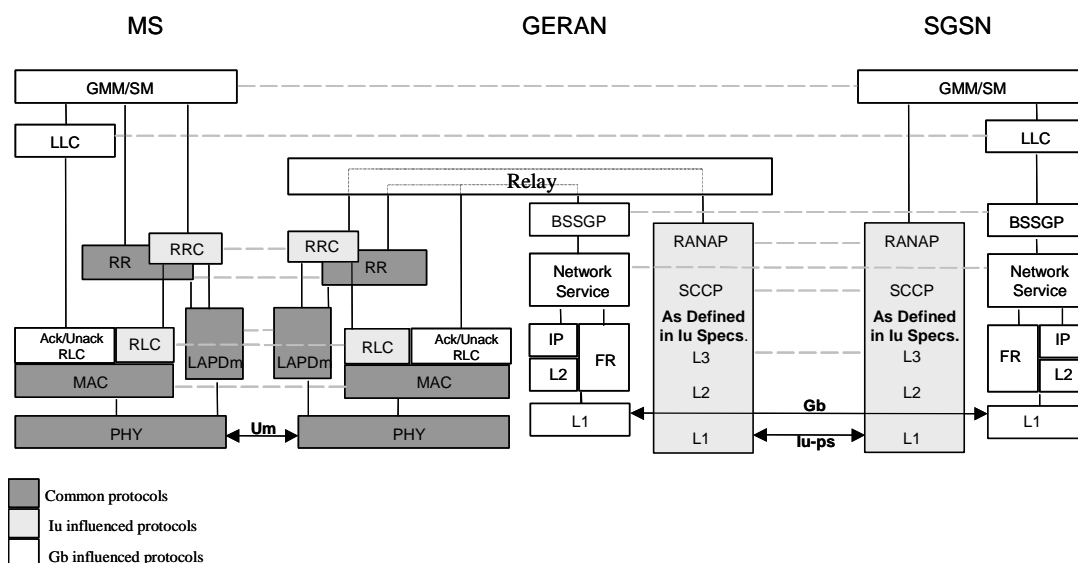 MS
GERAN
SGSN
GMM/SM
GMM/SM
LLC
LLC
Relay
BSSGP
BSSGP
RRC
RR
RRC
RR
RANAP
RANAP
Network
Service
Network
Service
SCCP
SCCP
As Defined
in Iu Specs.
As Defined
in Iu Specs.
Ack/Unack
RLC
RLC
LAPDm
LAPDm
RLC
Ack/Unack
RLC
IP
FR
L2
L3
L3
FR
IP
L2
MAC
MAC
L2
L2
PHY
Um
PHY
L1
Gb
L1
L1
Iu-ps
L1
Common protocols
Iu influenced protocols
Gb influenced protocols